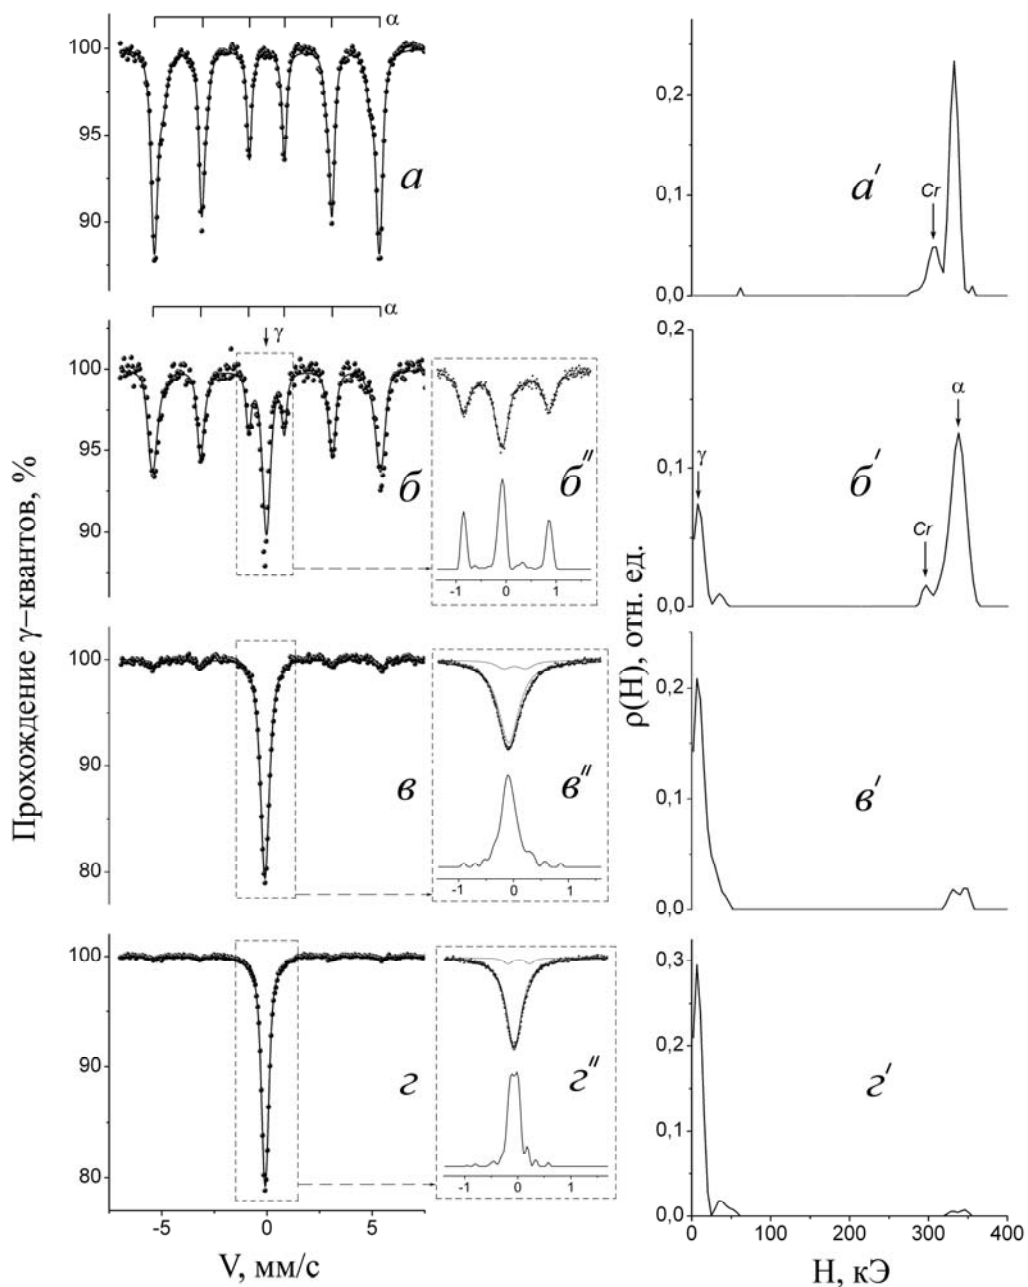 α
100
95
90
а
0,2
0,1
0,0
Cr
а′
α
γ
100
95
90
б
б″
-1 0 1
0,2
0,1
0,0
γ
Cr
α
б′
100
90
80
в
в″
-1 0 1
0,2
0,1
0,0
в′
100
90
80
г
г″
-1 0 1
0,3
0,2
0,1
0,0
г′
-5 0 5
0 100 200 300 400
V, мм/с
H, кЭ
Прохождение γ–квантов, %
ρ(H), отн. ед.